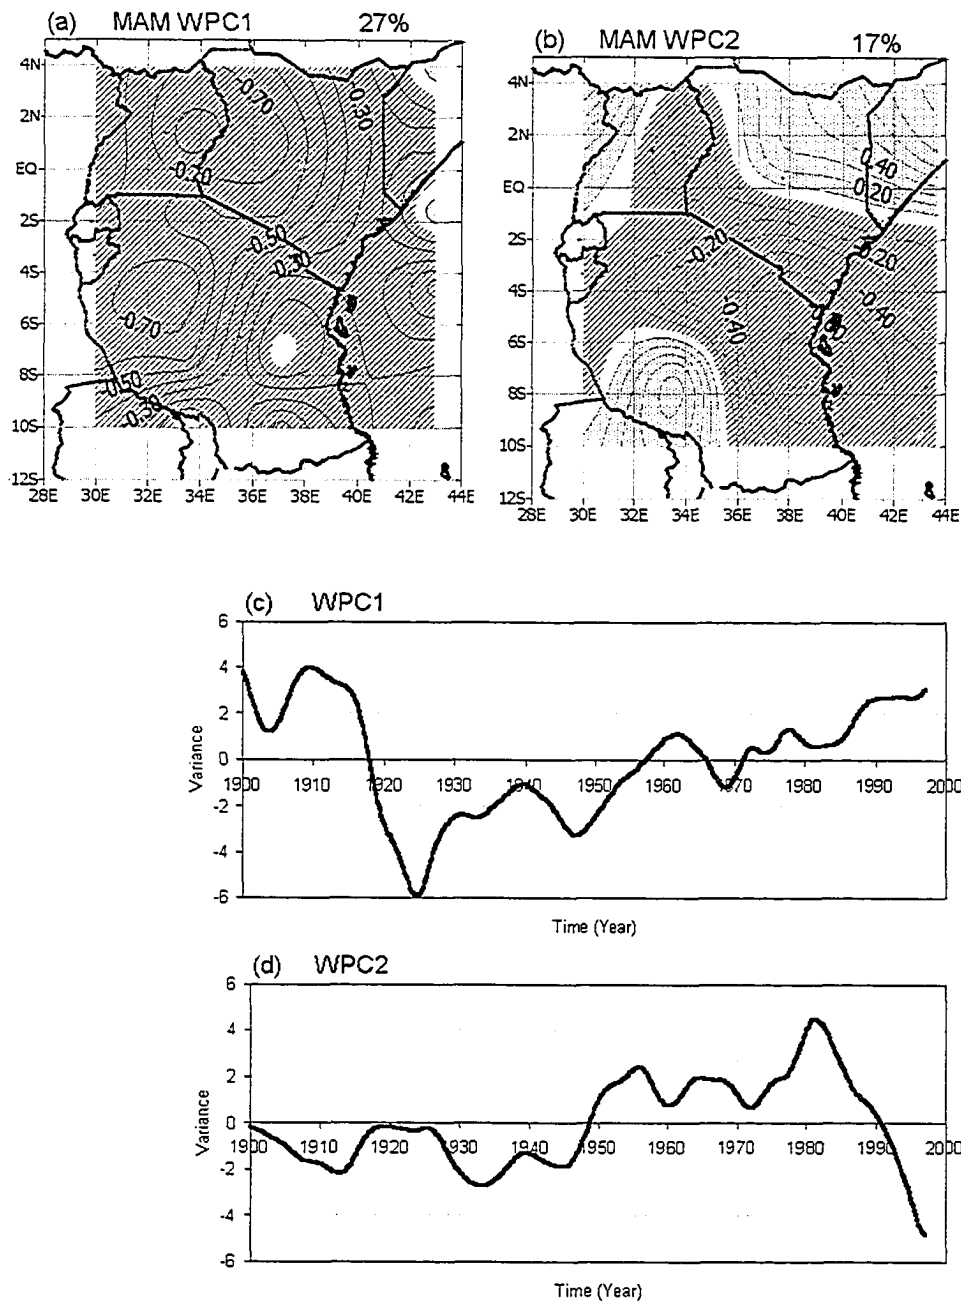 (a) MAM WPC1 27%
4N
2N
EQ
2S
4S
6S
8S
10S
12S
28E 30E 32E 34E 36E 38E 40E 42E 44E
-0.70
-0.30
-0.70
-0.50
-0.30
-0.70
-0.50
-0.30
(b) MAM WPC2 17%
4N
2N
EQ
2S
4S
6S
8S
10S
12S
28E 30E 32E 34E 36E 38E 40E 42E 44E
0.40
0.20
-0.20
-0.20
-0.40
-0.40
(c) WPC1
6
4
2
0
-2
-4
-6
Variance
1900 1910 1920 1930 1940 1950 1960 1970 1980 1990 2000
Time (Year)
(d) WPC2
6
4
2
0
-2
-4
-6
Variance
1900 1910 1920 1930 1940 1950 1960 1970 1980 1990 2000
Time (Year)